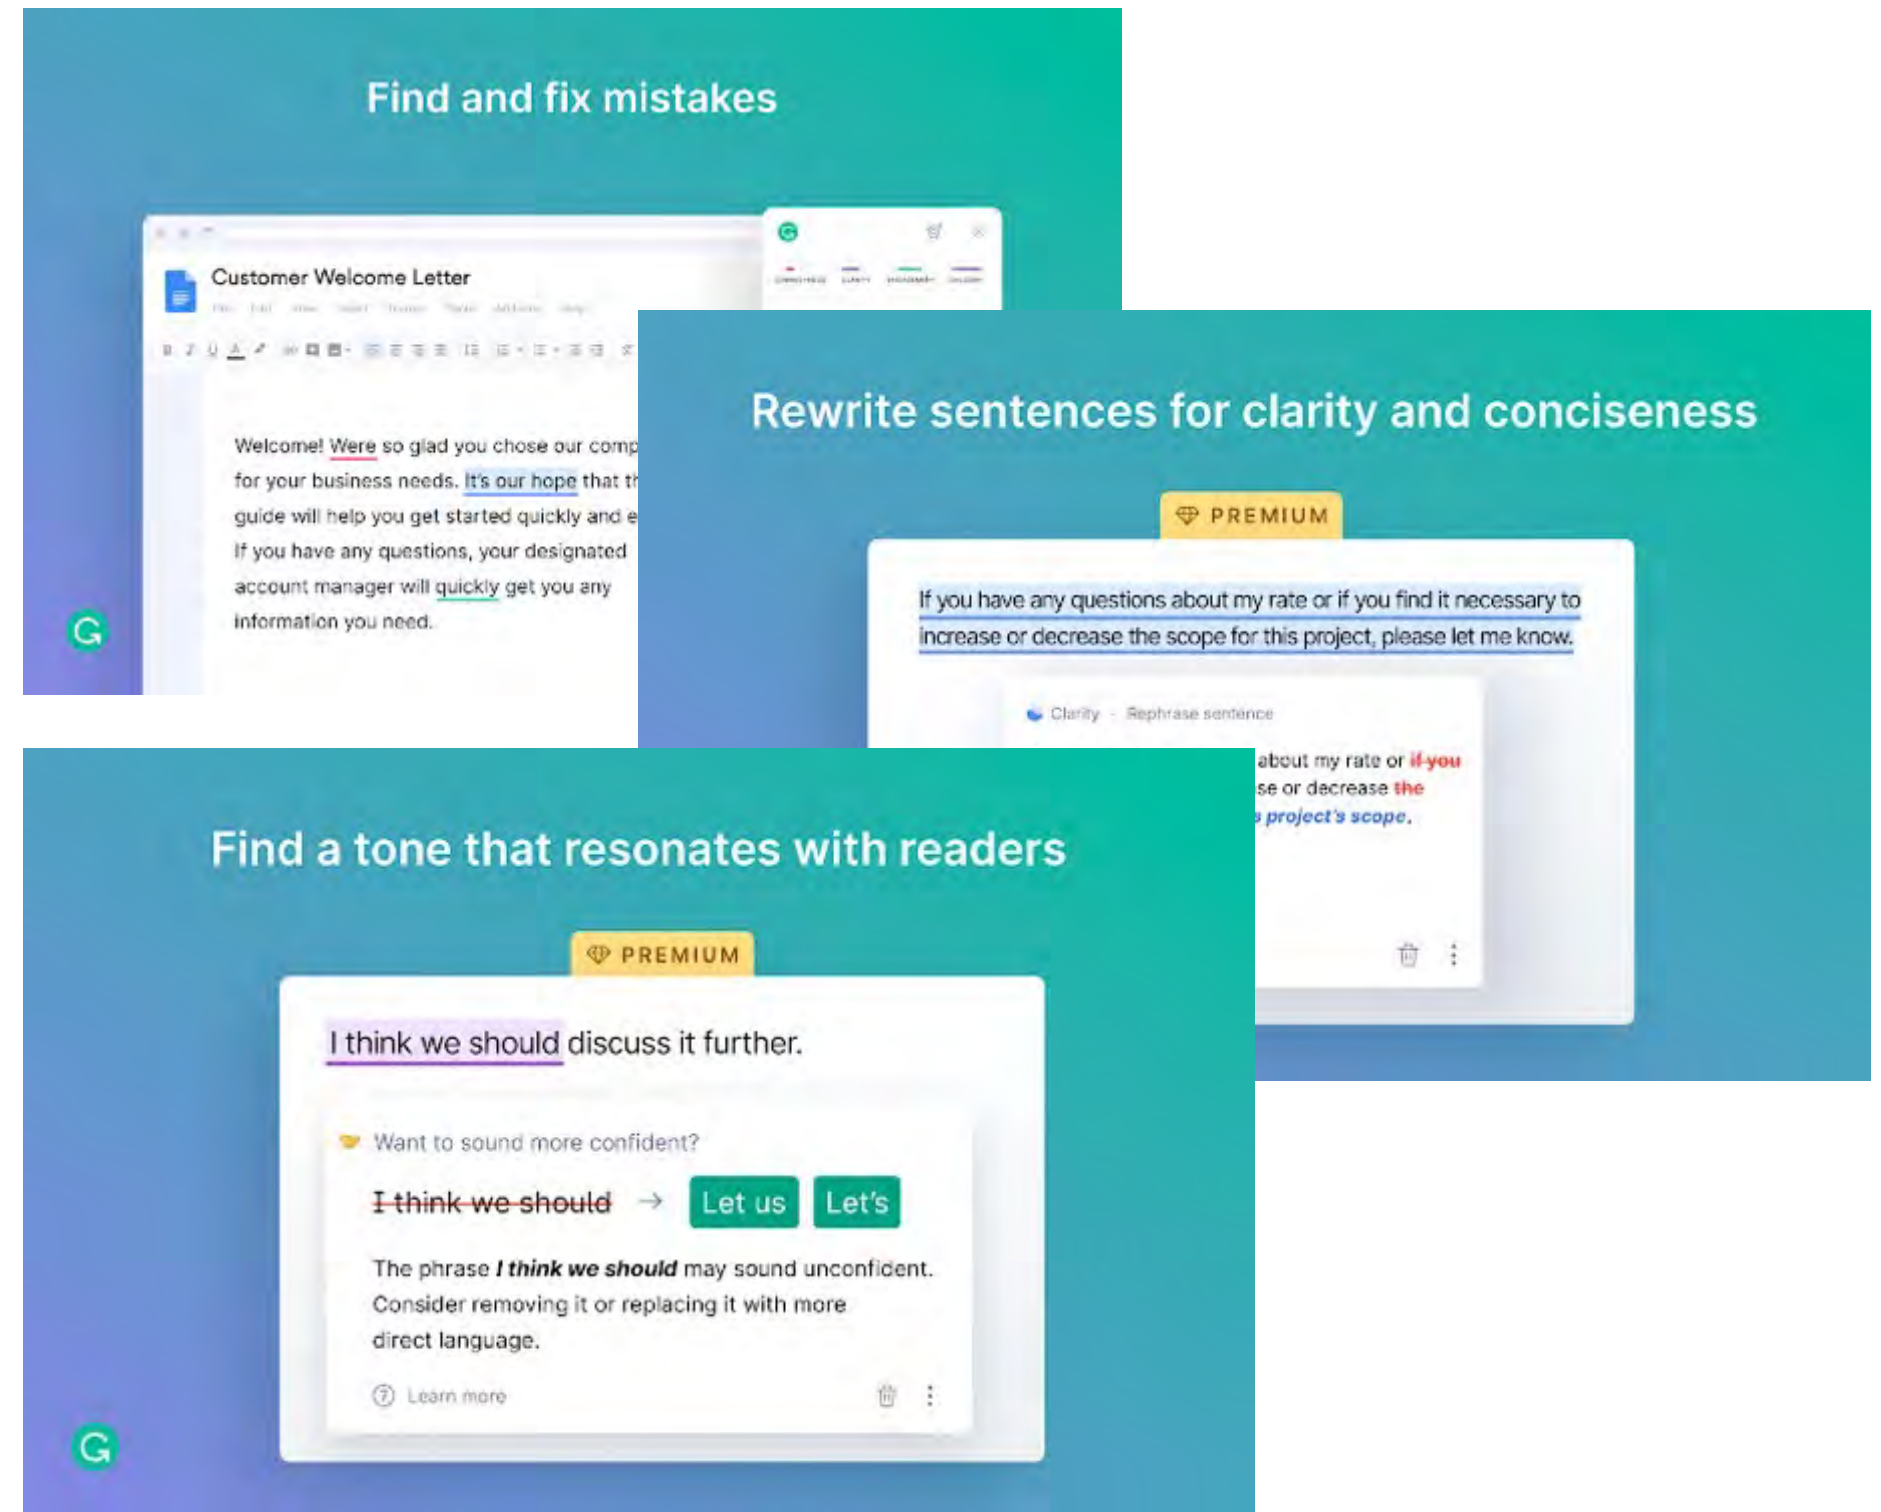 Find and fix mistakes
Customer Welcome Letter
Welcome! Were so glad you chose our comp
for your business needs. It's our hope that th
guide will help you get started quickly and e
If you have any questions, your designated
account manager will quickly get you any
information you need.
Rewrite sentences for clarity and conciseness
PREMIUM
If you have any questions about my rate or if you find it necessary to
increase or decrease the scope for this project, please let me know.
Clarity - Rephrase sentence
about my rate or if you
se or decrease the
s project's scope.
Find a tone that resonates with readers
PREMIUM
I think we should discuss it further.
Want to sound more confident?
I think we should → Let us Let's
The phrase I think we should may sound unconfident.
Consider removing it or replacing it with more
direct language.
Learn more